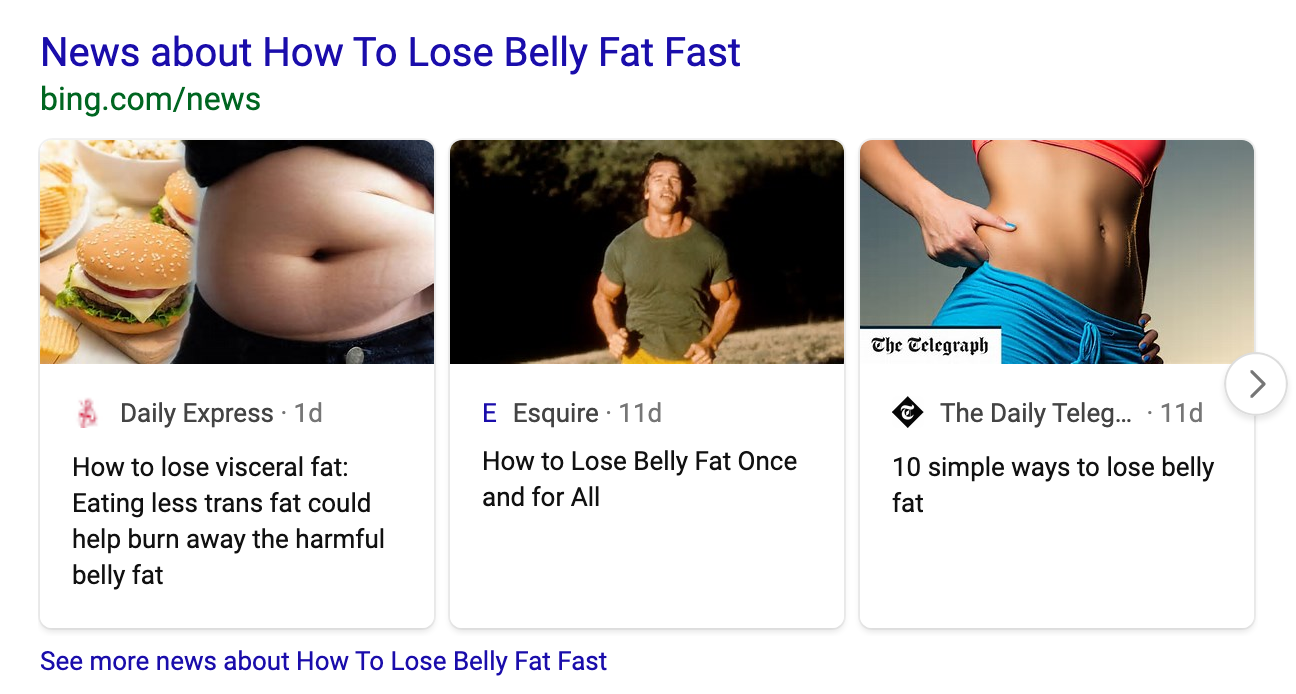 News about How To Lose Belly Fat Fast
bing.com/news
The Telegraph
Daily Express · 1d
How to lose visceral fat:
Eating less trans fat could
help burn away the harmful
belly fat
E Esquire · 11d
How to Lose Belly Fat Once
and for All
The Daily Teleg... · 11d
10 simple ways to lose belly
fat
See more news about How To Lose Belly Fat Fast